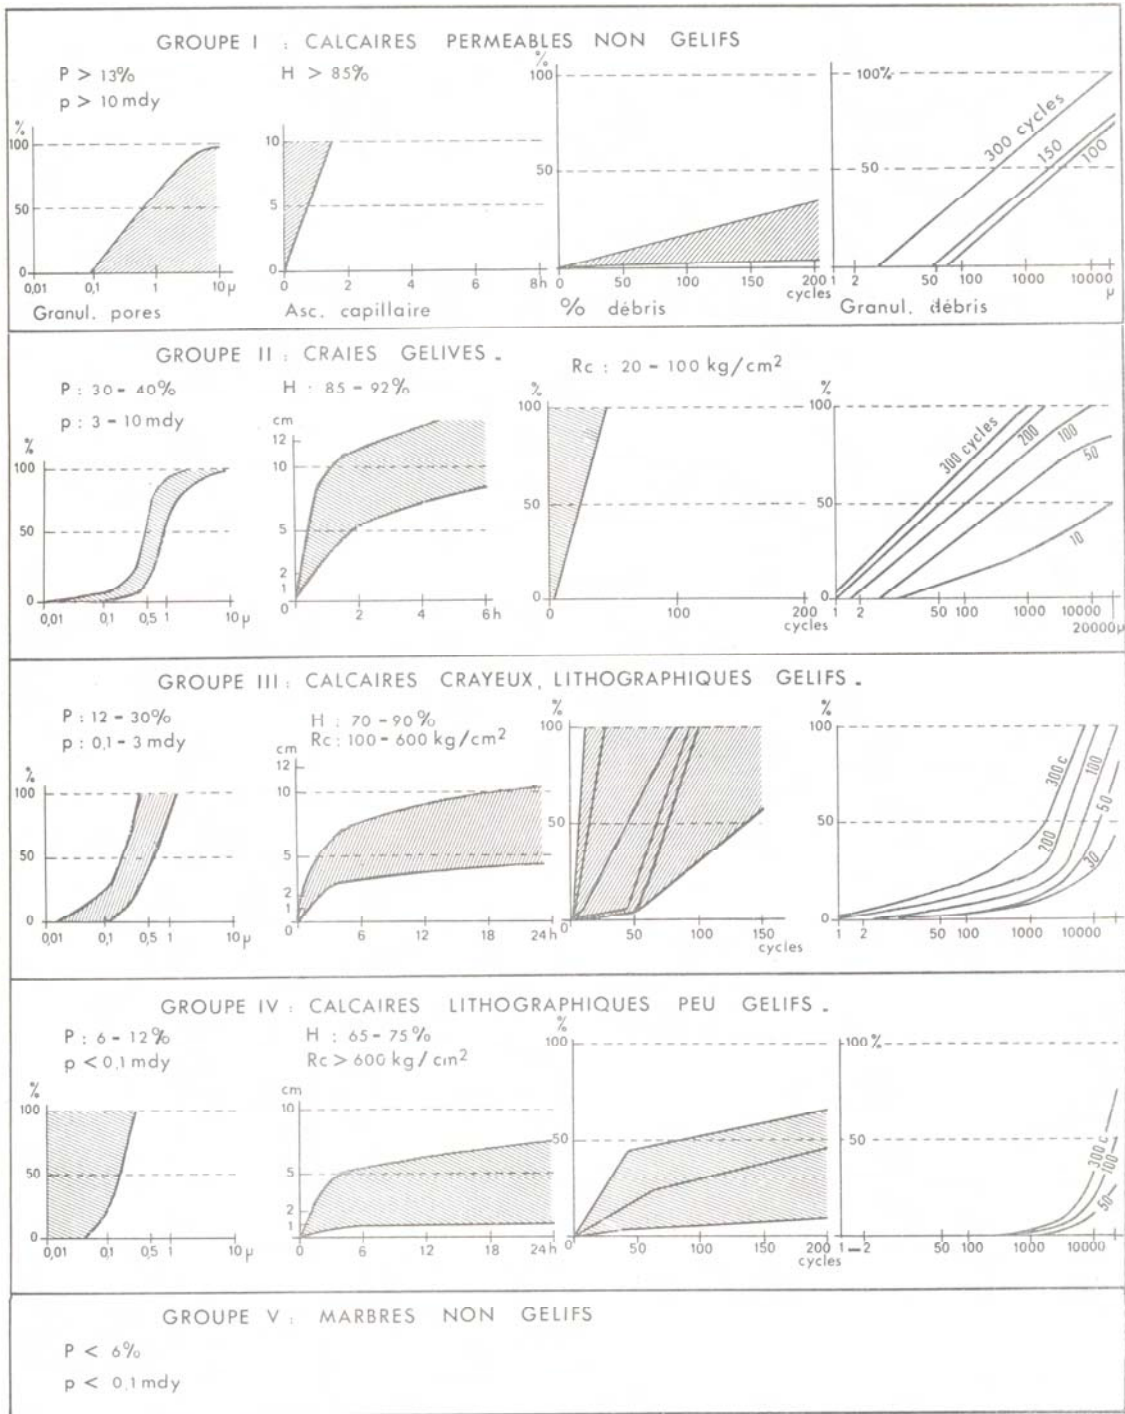 GROUPE I : CALCAIRES PERMEABLES NON GELIFS
P > 13%
p > 10 mdy
H > 85%
%
100
50
0
0,01 0,1 1 10 µ
Granul. pores
10
5
0
0 2 4 6 8h
Asc. capillaire
%
100
50
0
50 100 150 200
cycles
% débris
100%
50
300 cycles
150
100
1 2 50 100 1000 10000
µ
Granul. débris
GROUPE II : CRAIES GELIVES -
P : 30 - 40%
p : 3 - 10 mdy
H : 85 - 92%
Rc : 20 - 100 kg/cm²
%
100
50
0
0,01 0,1 0,5 1 10 µ
cm
12
10
5
2
1
0
2 4 6 h
%
100
50
0
0 100 200
cycles
%
100
50
0
300 cycles
200
100
50
10
1 2 50 100 1000 10000
20000µ
GROUPE III : CALCAIRES CRAYEUX, LITHOGRAPHIQUES GELIFS -
P : 12 - 30%
p : 0,1 - 3 mdy
H : 70 - 90%
Rc : 100 - 600 kg/cm²
%
100
50
0
0,01 0,1 0,5 1 10 µ
cm
12
10
5
2
1
0 6 12 18 24 h
%
100
50
0
0 50 100 150
cycles
%
100
50
0
300 c
200
100
50
30
1 2 50 100 1000 10000
GROUPE IV : CALCAIRES LITHOGRAPHIQUES PEU GELIFS -
P : 6 - 12%
p < 0,1 mdy
H : 65 - 75%
Rc > 600 kg/cm²
%
100
50
0
0,01 0,1 0,5 1 10 µ
cm
10
5
2
1
0 6 12 18 24 h
%
100
50
0 50 100 150 200
cycles
100%
50
300 c
100
50
1 2 50 100 1000 10000
GROUPE V : MARBRES NON GELIFS
P < 6%
p < 0,1 mdy